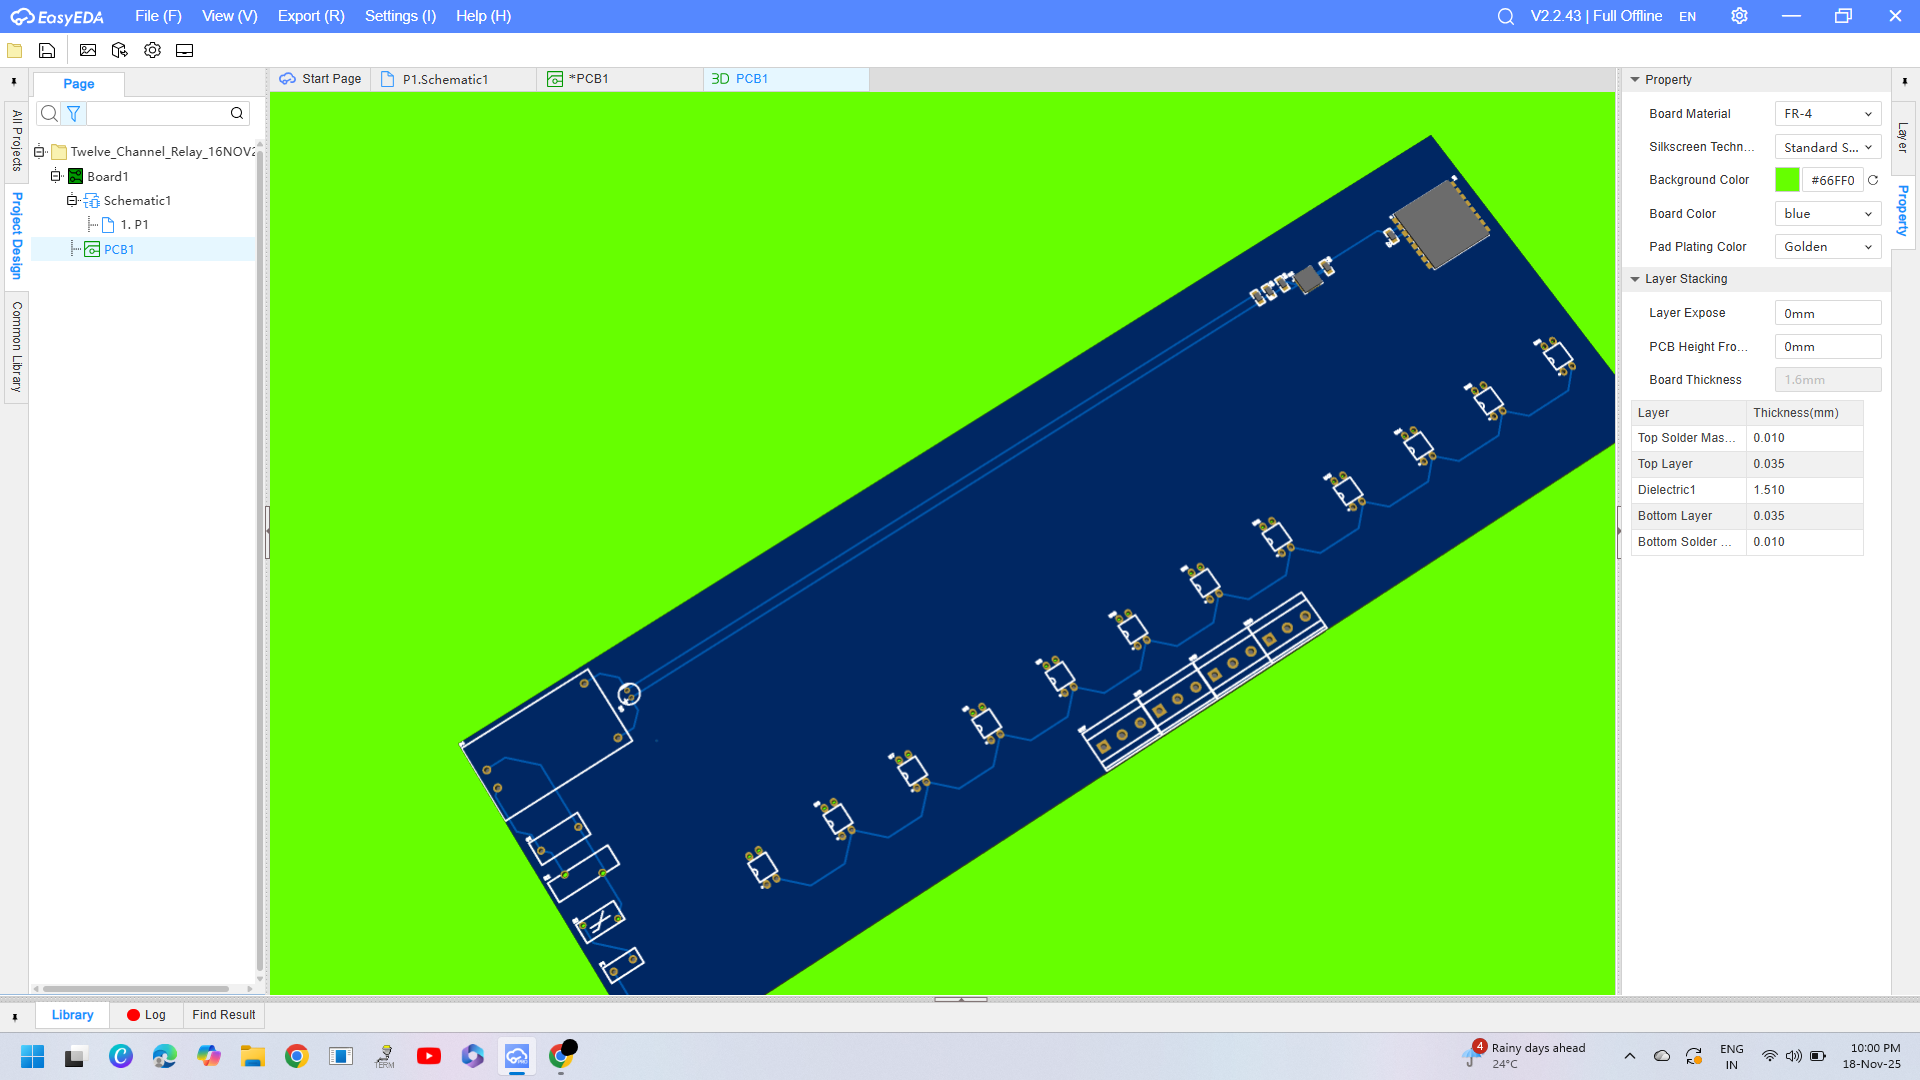 EasyEDA File (F) View (V) Export (R) Settings (I) Help (H) V2.2.43 | Full Offline EN
Page
Start Page P1.Schematic1 *PCB1 3D PCB1
All Projects
Project Design
Common Library
Twelve_Channel_Relay_16NOV2
Board1
Schematic1
1. P1
PCB1
Property
Board Material FR-4
Silkscreen Techn... Standard S...
Background Color #66FF0
Board Color blue
Pad Plating Color Golden
Layer Stacking
Layer Expose 0mm
PCB Height Fro... 0mm
Board Thickness 1.6mm
Layer Thickness(mm)
Top Solder Mas... 0.010
Top Layer 0.035
Dielectric1 1.510
Bottom Layer 0.035
Bottom Solder ... 0.010
Layer
Property
Library Log Find Result
TERM
PRO
4
Rainy days ahead
24°C
ENG
IN
10:00 PM
18-Nov-25